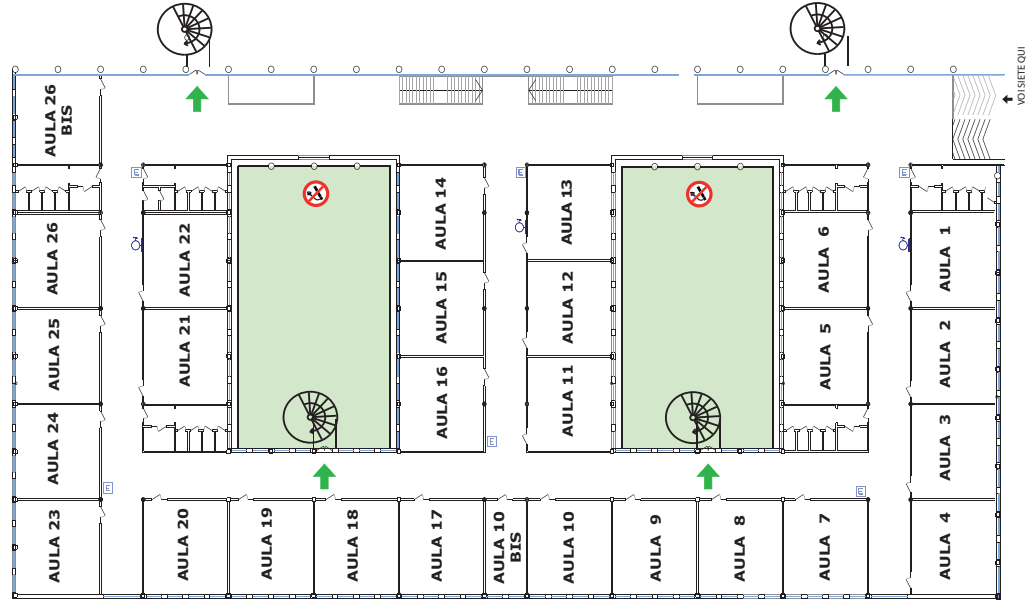 VOI SIETE QUI
AULA 26
BIS
AULA 14
AULA 13
AULA 26
AULA 22
AULA 6
AULA 1
AULA 15
AULA 12
AULA 25
AULA 21
AULA 5
AULA 2
AULA 16
AULA 11
AULA 24
AULA 3
AULA 23
AULA 20
AULA 19
AULA 18
AULA 17
AULA 10
BIS
AULA 10
AULA 9
AULA 8
AULA 7
AULA 4